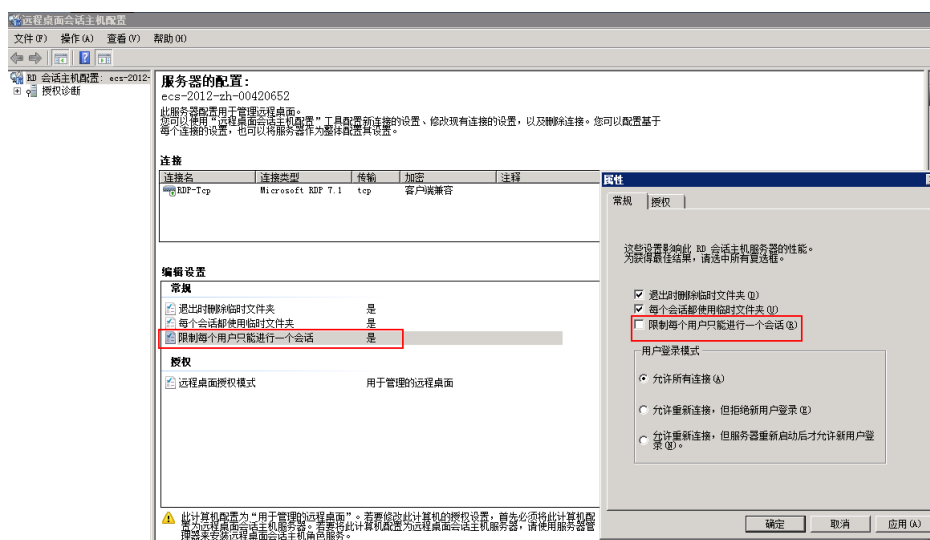 远程桌面会话主机配置
文件(F) 操作(A) 查看(V) 帮助(H)
RD 会话主机配置: ecs-2012-
授权诊断
服务器的配置:
ecs-2012-zh-00420652
此服务器配置用于管理远程桌面。
您可以使用“远程桌面会话主机配置”工具配置新连接的设置、修改现有连接的设置，以及删除连接。您可以配置基于
每个连接的设置，也可以将服务器作为整体配置其设置。
连接
连接名 连接类型 传输 加密 注释
RDP-Tcp Microsoft RDP 7.1 tcp 客户端兼容
编辑设置
常规
退出时删除临时文件夹 是
每个会话都使用临时文件夹 是
限制每个用户只能进行一个会话 是
授权
远程桌面授权模式 用于管理的远程桌面
此计算机配置为“用于管理的远程桌面”。若要修改此计算机的授权设置，首先必须将此计算机配
置为远程桌面会话主机服务器。若要将此计算机配置为远程桌面会话主机服务器，请使用服务器管
理器来安装远程桌面会话主机角色服务。
属性
常规 授权
这些设置影响此 RD 会话主机服务器的性能。
为获得最佳结果，请选中所有复选框。
退出时删除临时文件夹(D)
每个会话都使用临时文件夹(U)
限制每个用户只能进行一个会话(R)
用户登录模式
允许所有连接(A)
允许重新连接，但拒绝新用户登录(E)
允许重新连接，但服务器重新启动后才允许新用户登
录(W)。
确定 取消 应用(A)